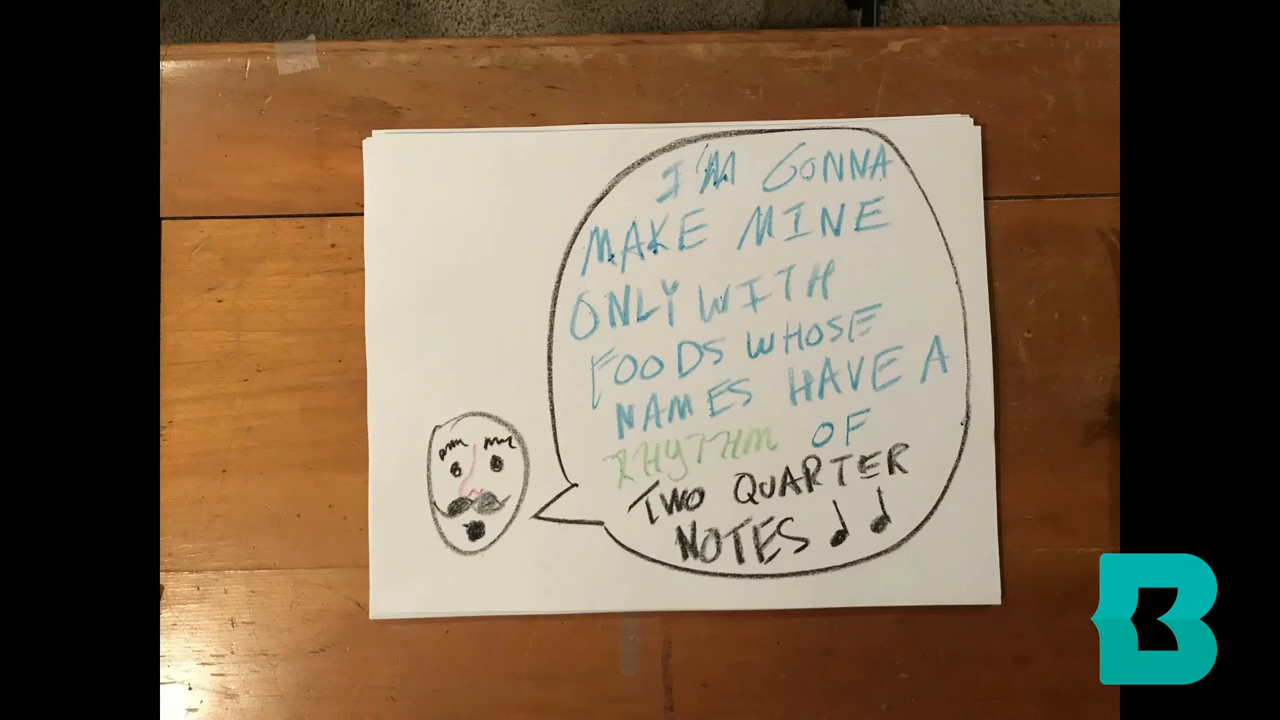 I'M GONNA
MAKE MINE
ONLY WITH
FOODS WHOSE
NAMES HAVE A
RHYTHM OF
TWO QUARTER
NOTES
B